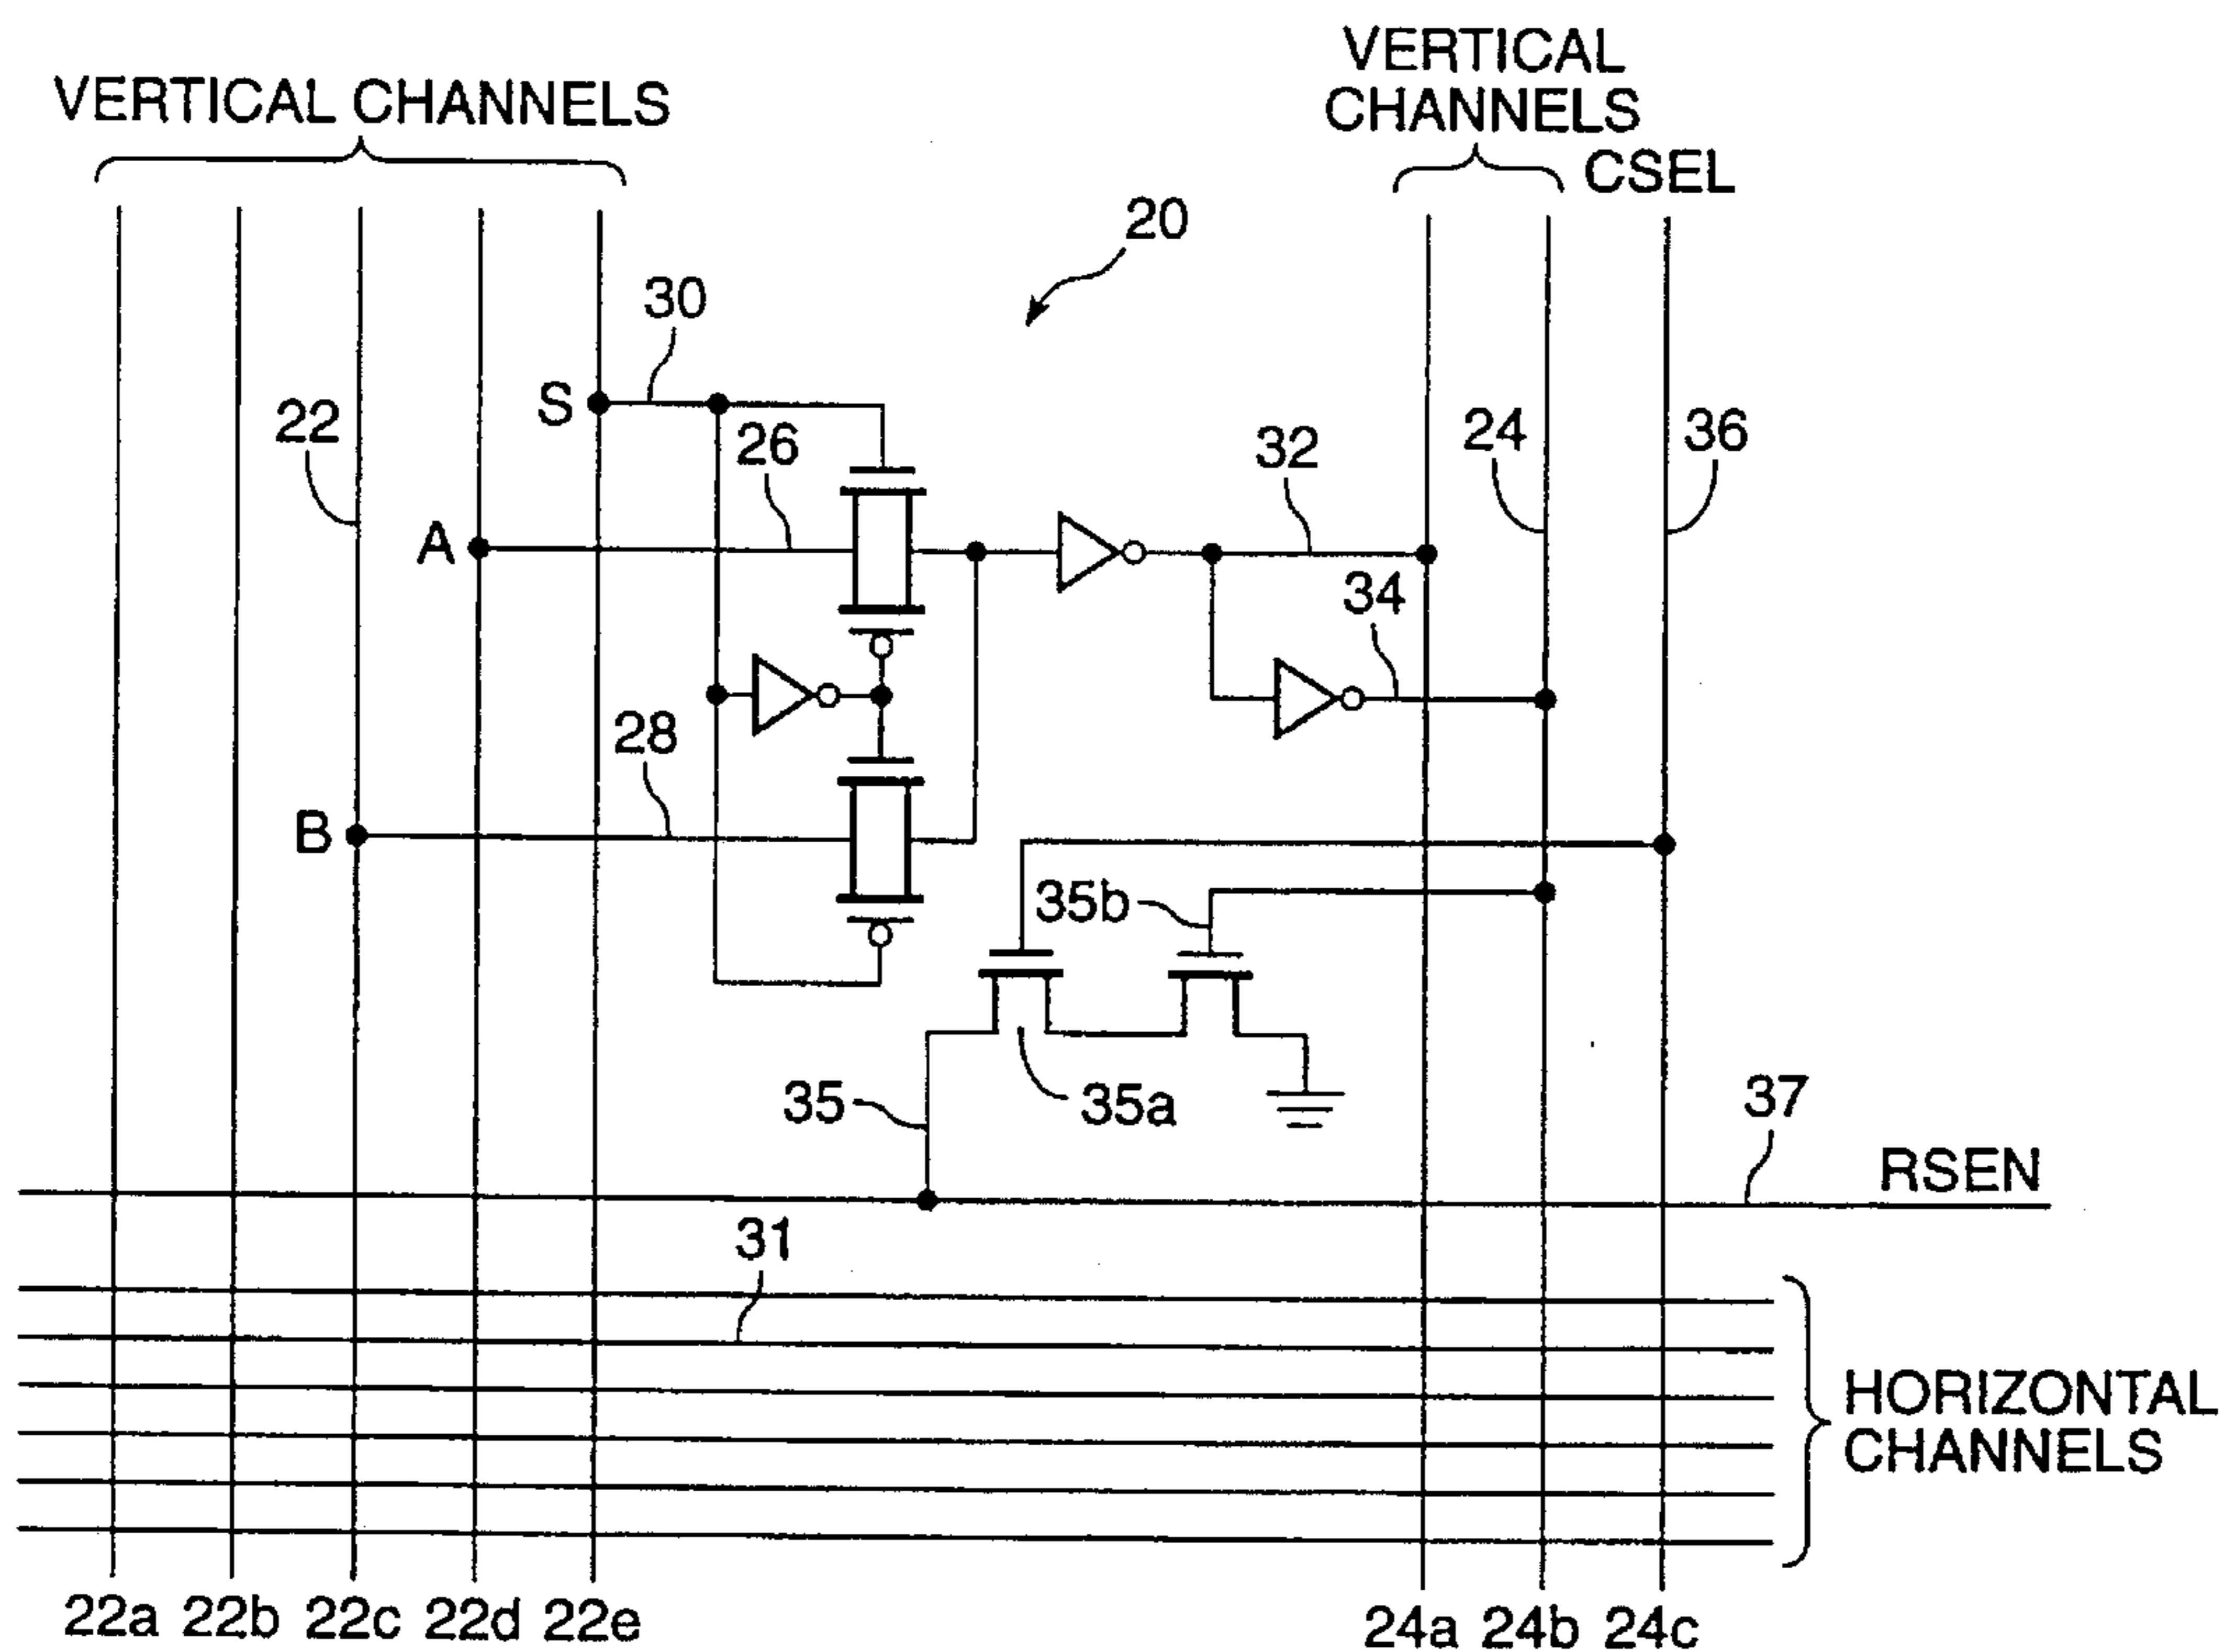 VERTICAL
CHANNELS
VERTICAL CHANNELS
CSEL
20
30
S
22
26
32
24
36
A
34
28
B
35b
35
35a
37
RSEN
31
HORIZONTAL
CHANNELS
22a 22b 22c 22d 22e
24a 24b 24c